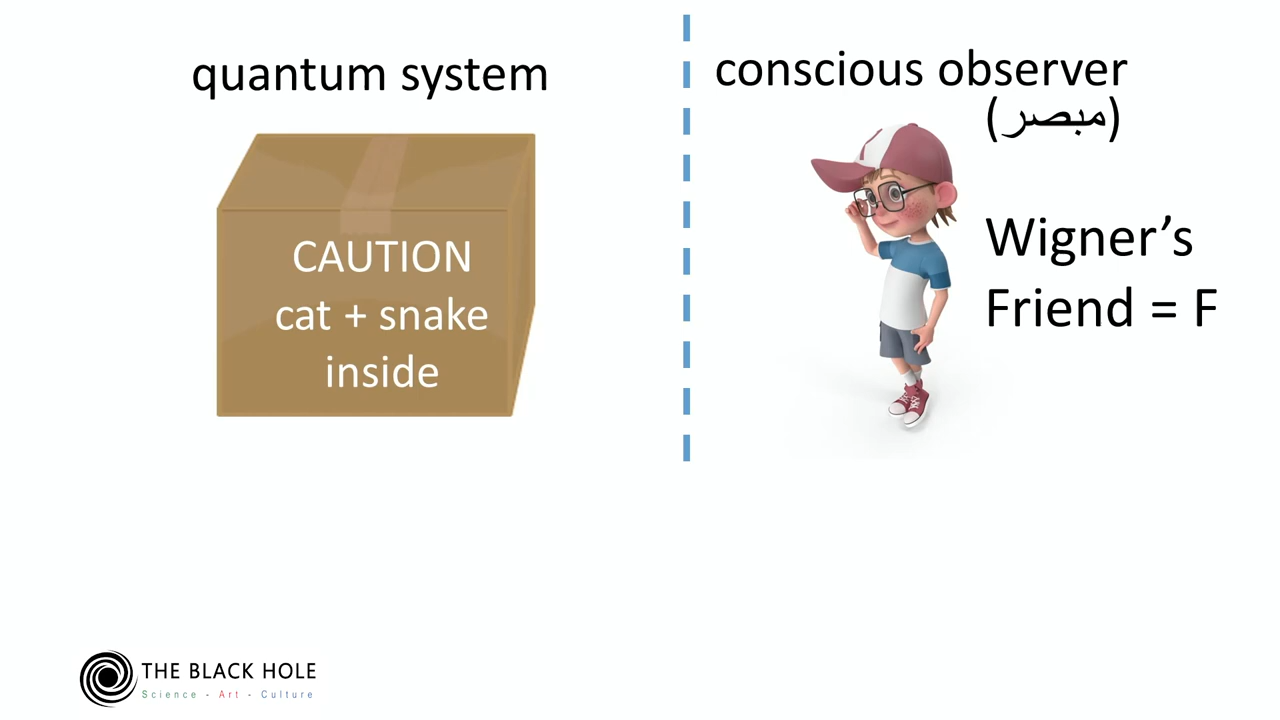 quantum system
CAUTION
cat + snake
inside
conscious observer
(مبصر)
Wigner’s
Friend = F
THE BLACK HOLE
Science - Art - Culture